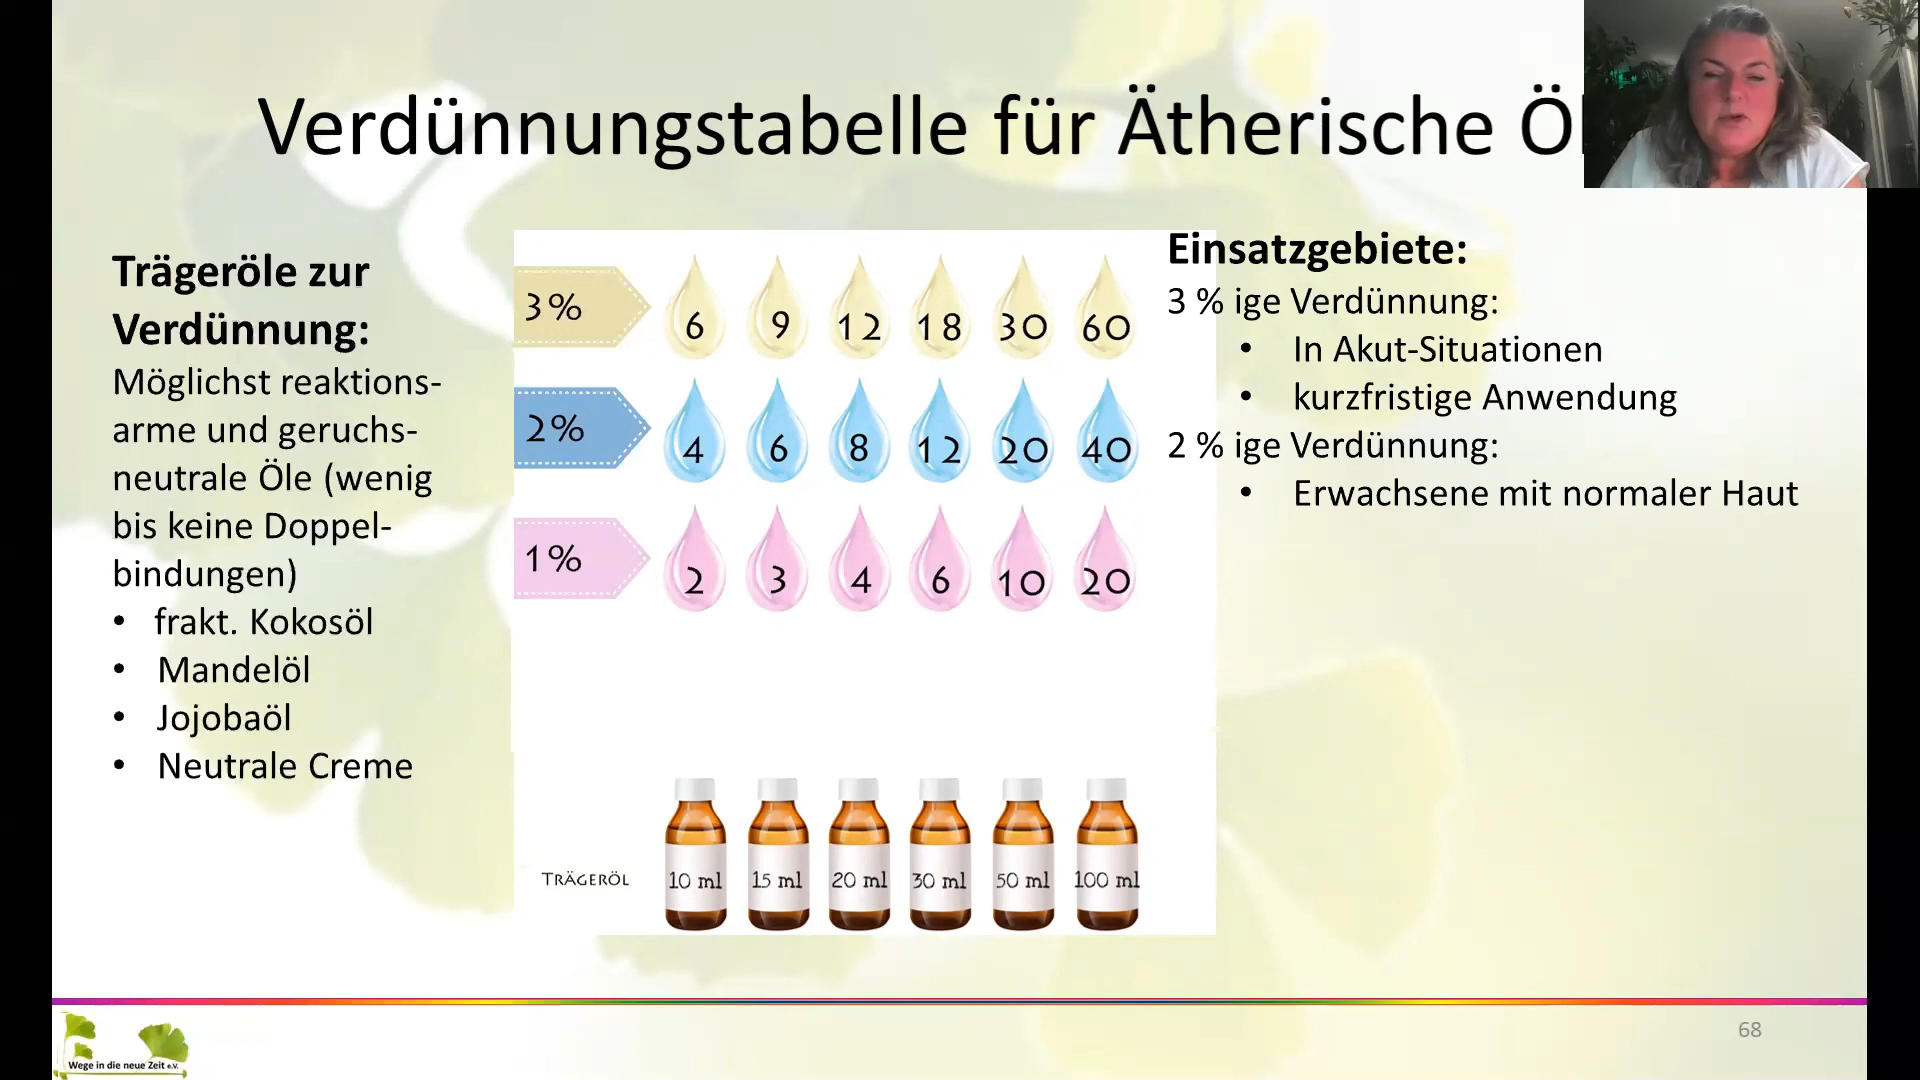 Verdünnungstabelle für Ätherische
Trägeröle zur
Verdünnung:
Möglichst reaktions-
arme und geruchs-
neutrale Öle (wenig
bis keine Doppel-
bindungen)
• frakt. Kokosöl
• Mandelöl
• Jojobaöl
• Neutrale Creme
3% 6 9 12 18 30 60
2% 4 6 8 12 20 40
1% 2 3 4 6 10 20
TRÄGERÖL 10 ml 15 ml 20 ml 30 ml 50 ml 100 ml
Einsatzgebiete:
3 % ige Verdünnung:
• In Akut-Situationen
• kurzfristige Anwendung
2 % ige Verdünnung:
• Erwachsene mit normaler Haut
Wege in die neue Zeit e.V.
68